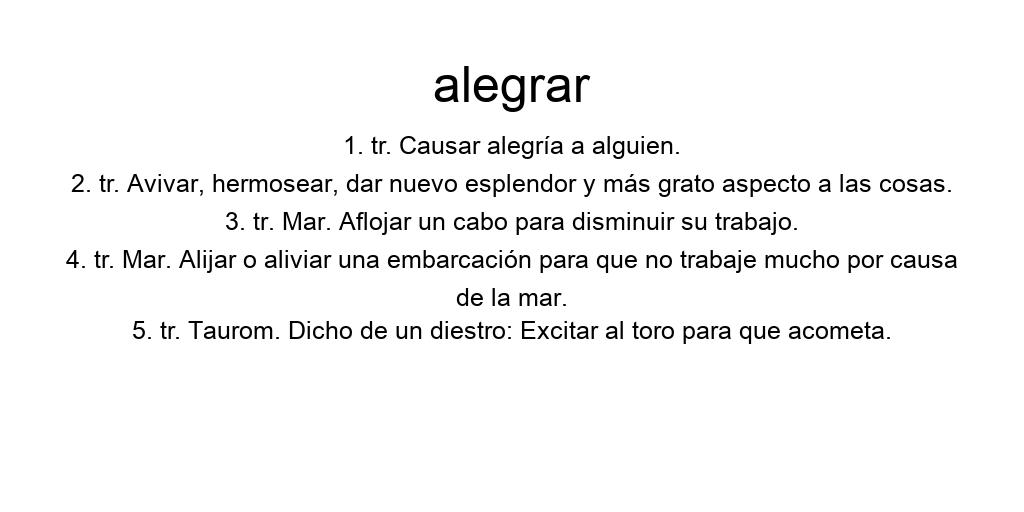 alegrar
1. tr. Causar alegría a alguien.
2. tr. Avivar, hermosear, dar nuevo esplendor y más grato aspecto a las cosas.
3. tr. Mar. Aflojar un cabo para disminuir su trabajo.
4. tr. Mar. Alijar o aliviar una embarcación para que no trabaje mucho por causa
de la mar.
5. tr. Taurom. Dicho de un diestro: Excitar al toro para que acometa.